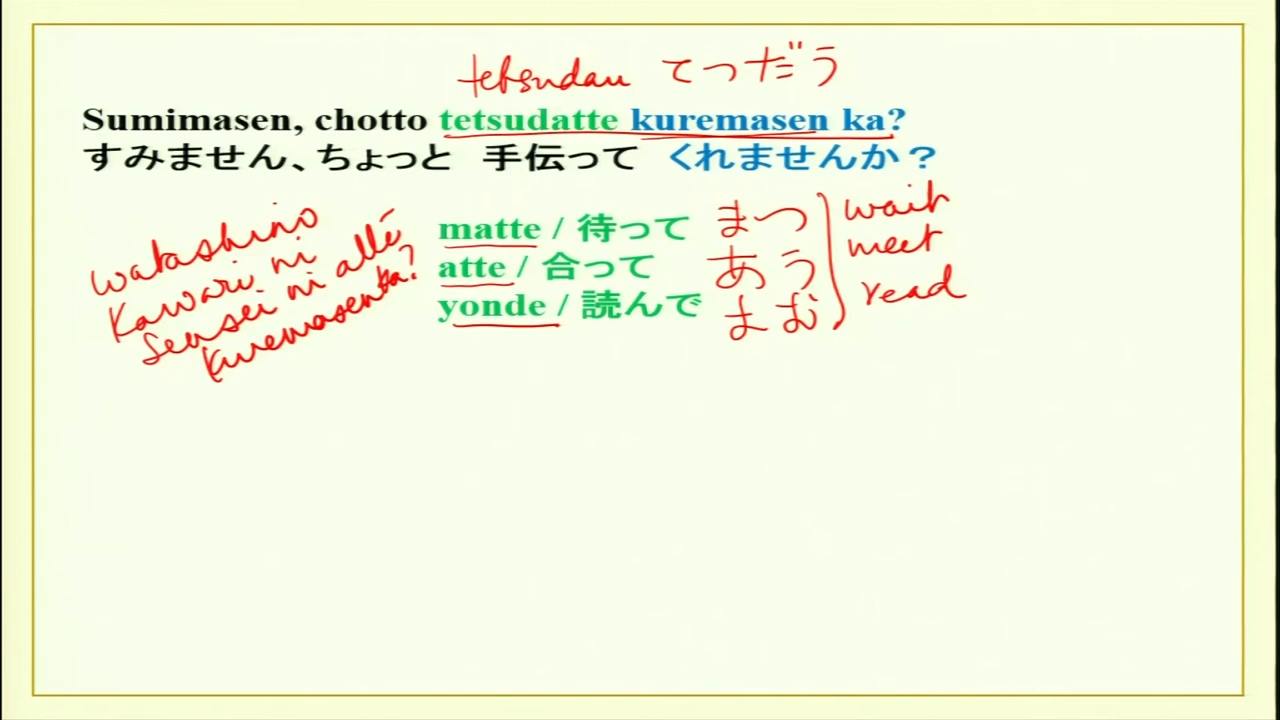 tetsudau てつだう
Sumimasen, chotto tetsudatte kuremasen ka?
すみません、ちょっと 手伝って くれませんか？
matte / 待って まつ wait
atte / 合って あう meet
yonde / 読んで よむ read
watashino
kawari ni
sensei ni atté
kuremasenka?